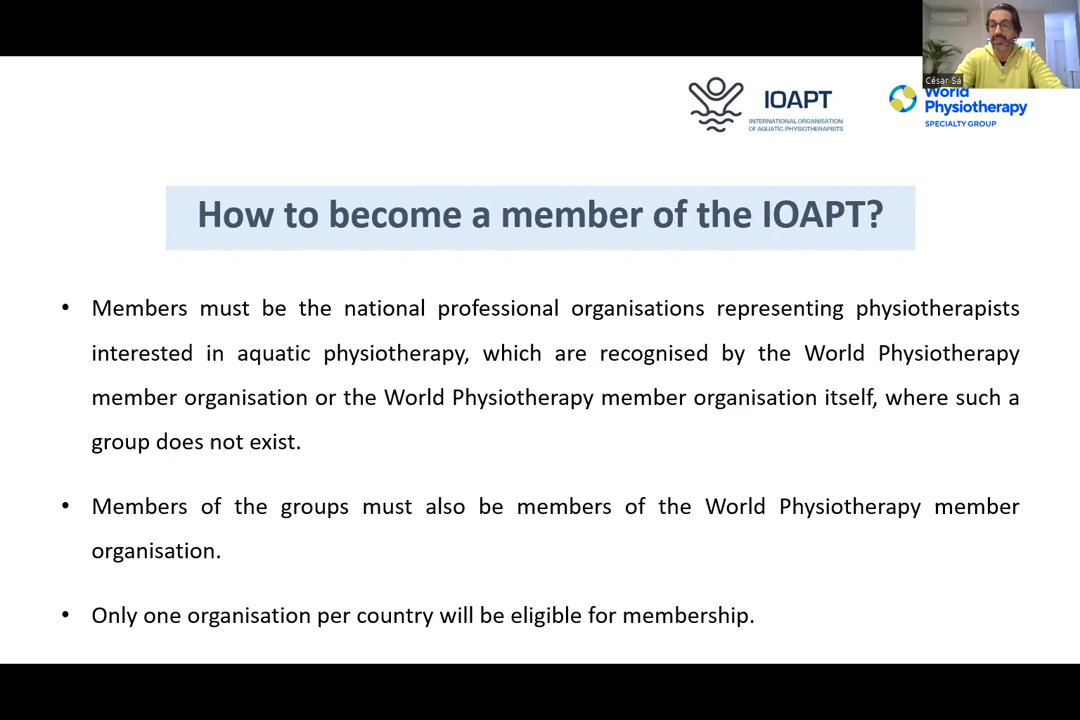 César Sá
IOAPT
INTERNATIONAL ORGANISATION
OF AQUATIC PHYSIOTHERAPISTS
World
Physiotherapy
SPECIALTY GROUP
How to become a member of the IOAPT?
• Members must be the national professional organisations representing physiotherapists
interested in aquatic physiotherapy, which are recognised by the World Physiotherapy
member organisation or the World Physiotherapy member organisation itself, where such a
group does not exist.
• Members of the groups must also be members of the World Physiotherapy member
organisation.
• Only one organisation per country will be eligible for membership.